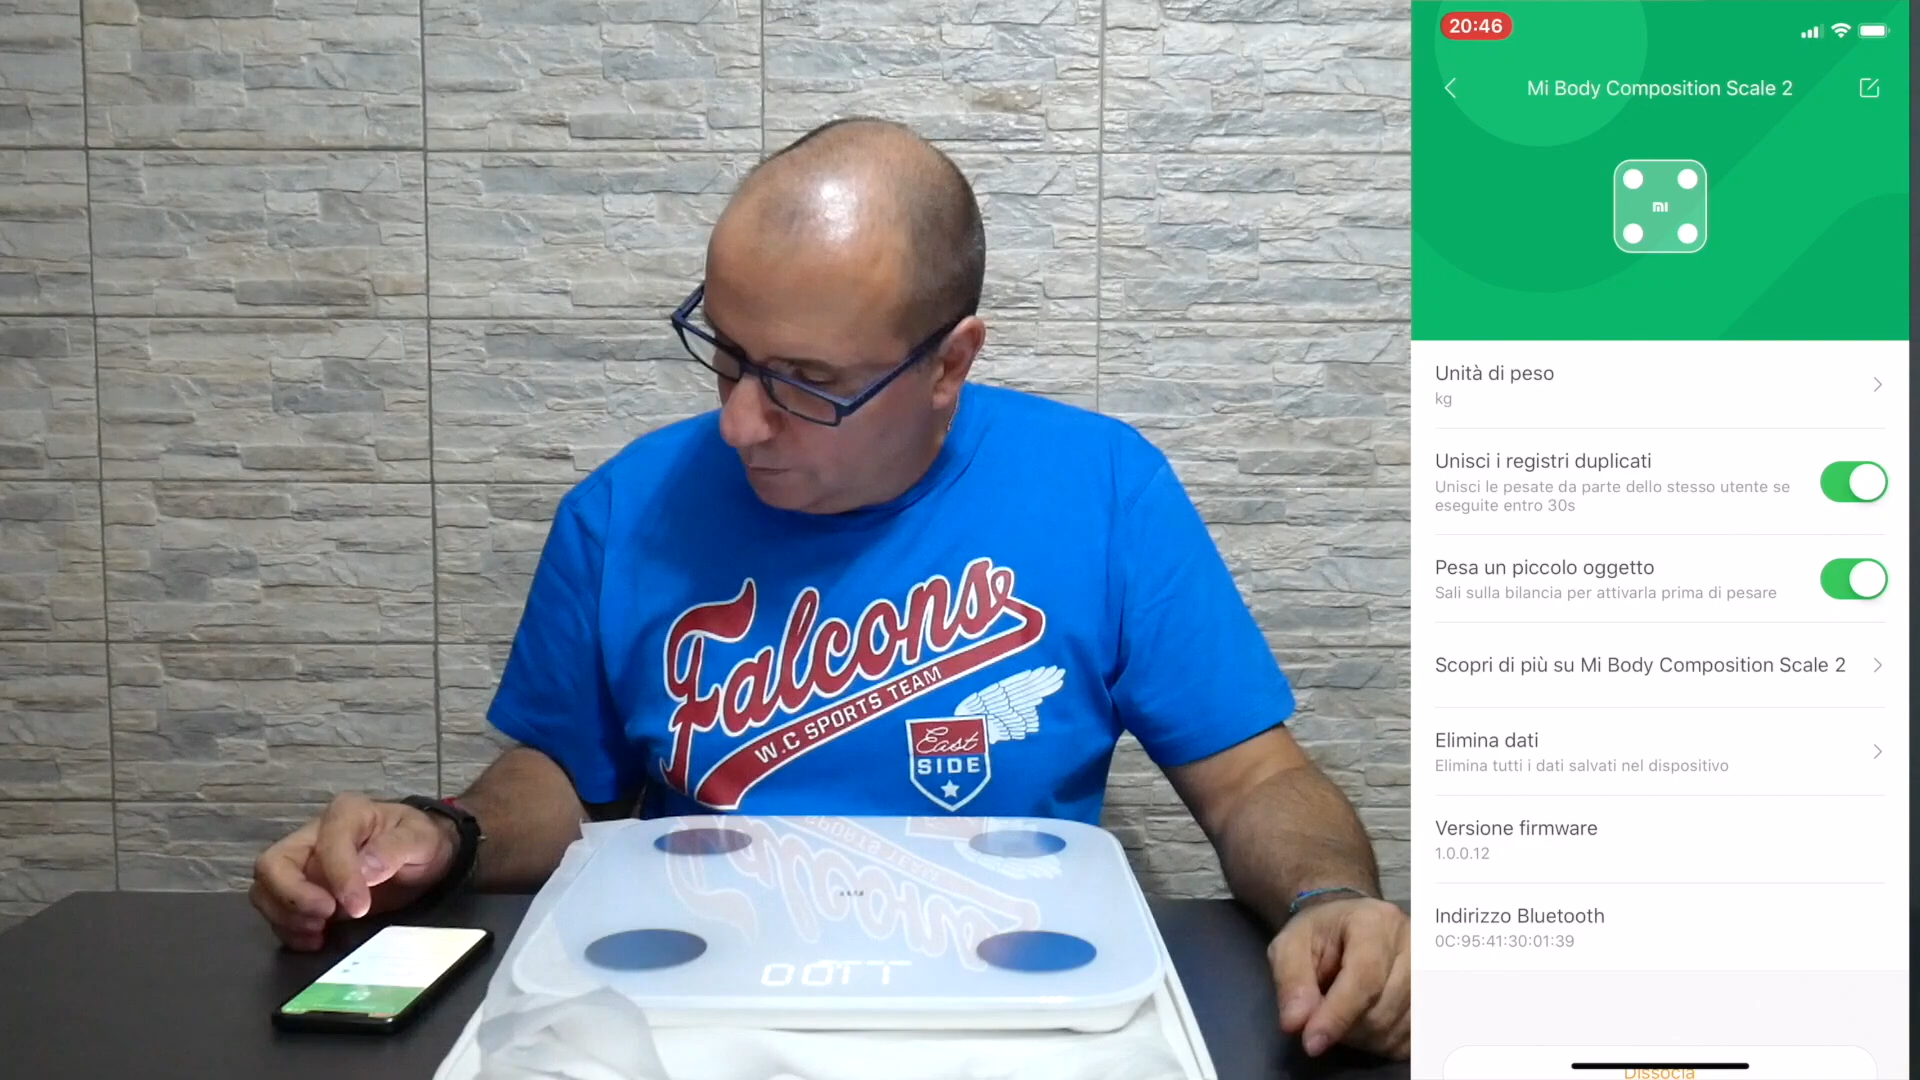 20:46
Mi Body Composition Scale 2
mi
Unità di peso
kg
Unisci i registri duplicati
Unisci le pesate da parte dello stesso utente se
eseguite entro 30s
Pesa un piccolo oggetto
Sali sulla bilancia per attivarla prima di pesare
Scopri di più su Mi Body Composition Scale 2
Elimina dati
Elimina tutti i dati salvati nel dispositivo
Versione firmware
1.0.0.12
Indirizzo Bluetooth
0C:95:41:30:01:39
Dissocia
Falcons
W.C SPORTS TEAM
East
SIDE